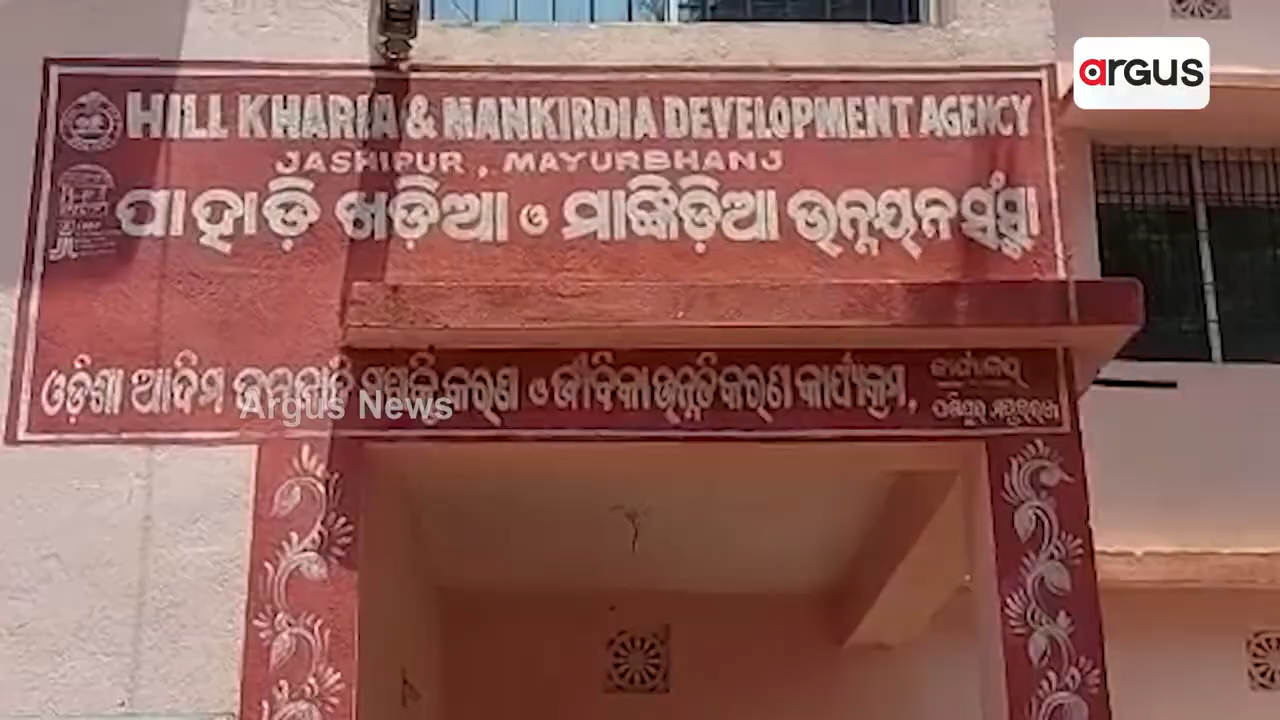 argus
HILL KHARIA & MANKIRDIA DEVELOPMENT AGENCY
JASHIPUR, MAYURBHANJ
ପାହାଡ଼ି ଖଡ଼ିଆ ଓ ମାଙ୍କିଡ଼ିଆ ଉନ୍ନୟନ ସଂସ୍ଥା
ଓଡ଼ିଶା ଆଦିମ ଜନଜାତି ସଶକ୍ତିକରଣ ଓ ଜୀବିକା ଉନ୍ନତିକରଣ କାର୍ଯ୍ୟକ୍ରମ,
କାର୍ଯ୍ୟାଳୟ
Argus News